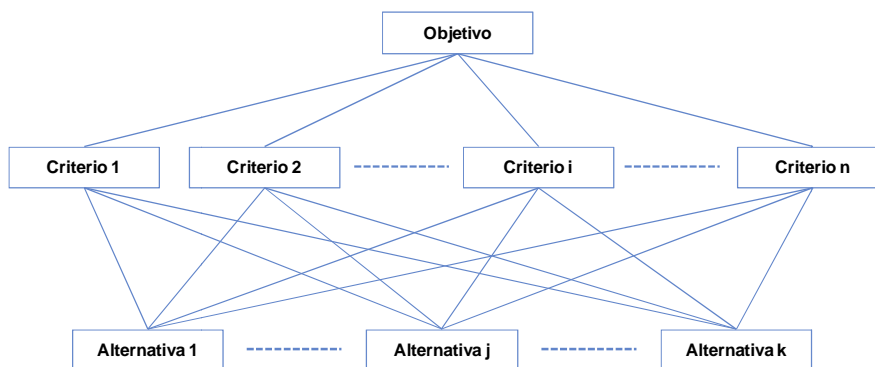 Objetivo
Criterio 1
Criterio 2
Criterio i
Criterio n
Alternativa 1
Alternativa j
Alternativa k